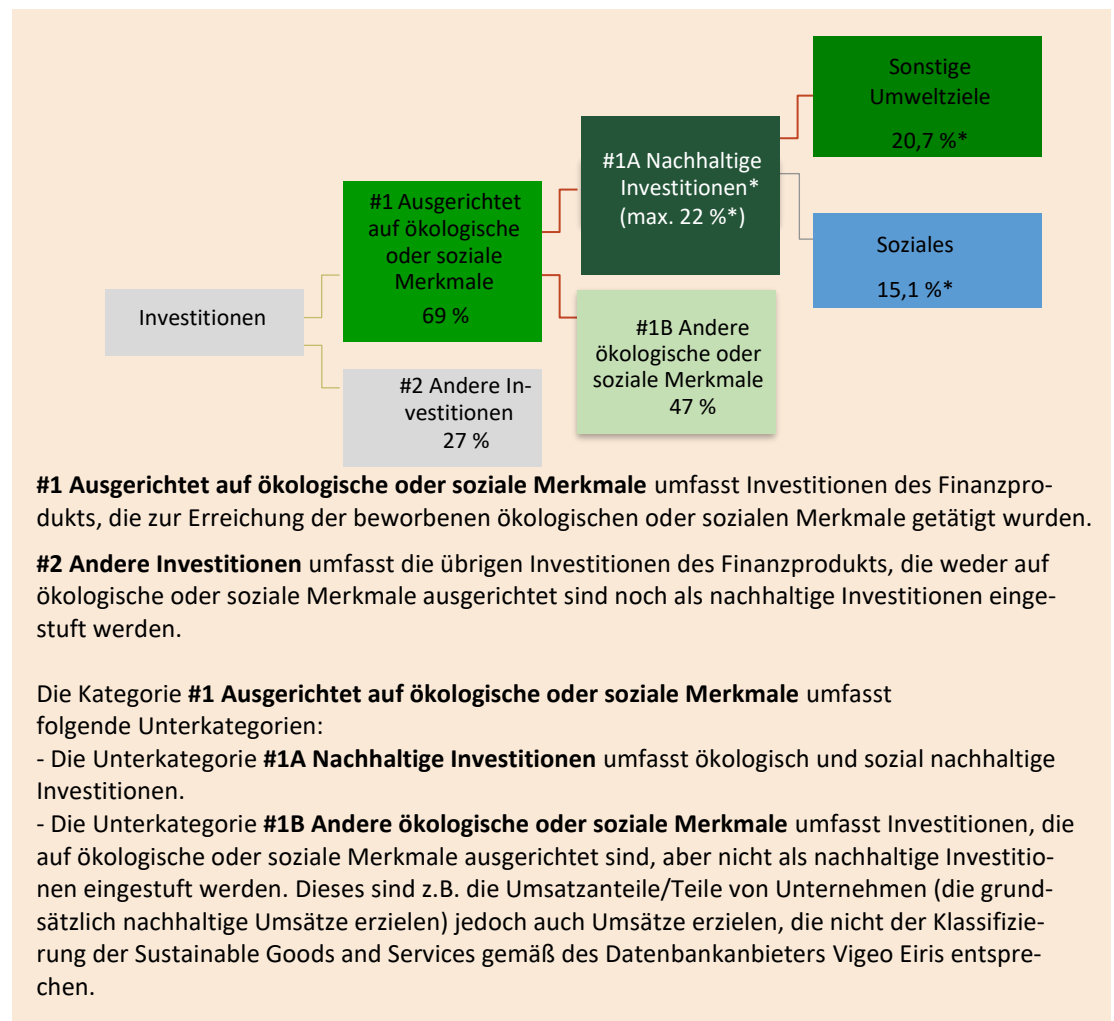 Sonstige
Umweltziele
20,7 %*
#1A Nachhaltige
Investitionen*
(max. 22 %*)
#1 Ausgerichtet
auf ökologische
oder soziale
Merkmale
69 %
Soziales
15,1 %*
Investitionen
#1B Andere
ökologische oder
soziale Merkmale
47 %
#2 Andere In-
vestitionen
27 %
#1 Ausgerichtet auf ökologische oder soziale Merkmale umfasst Investitionen des Finanzpro-
dukts, die zur Erreichung der beworbenen ökologischen oder sozialen Merkmale getätigt wurden.
#2 Andere Investitionen umfasst die übrigen Investitionen des Finanzprodukts, die weder auf
ökologische oder soziale Merkmale ausgerichtet sind noch als nachhaltige Investitionen einge-
stuft werden.
Die Kategorie #1 Ausgerichtet auf ökologische oder soziale Merkmale umfasst
folgende Unterkategorien:
- Die Unterkategorie #1A Nachhaltige Investitionen umfasst ökologisch und sozial nachhaltige
Investitionen.
- Die Unterkategorie #1B Andere ökologische oder soziale Merkmale umfasst Investitionen, die
auf ökologische oder soziale Merkmale ausgerichtet sind, aber nicht als nachhaltige Investitio-
nen eingestuft werden. Dieses sind z.B. die Umsatzanteile/Teile von Unternehmen (die grund-
sätzlich nachhaltige Umsätze erzielen) jedoch auch Umsätze erzielen, die nicht der Klassifizie-
rung der Sustainable Goods and Services gemäß des Datenbankanbieters Vigeo Eiris entspre-
chen.